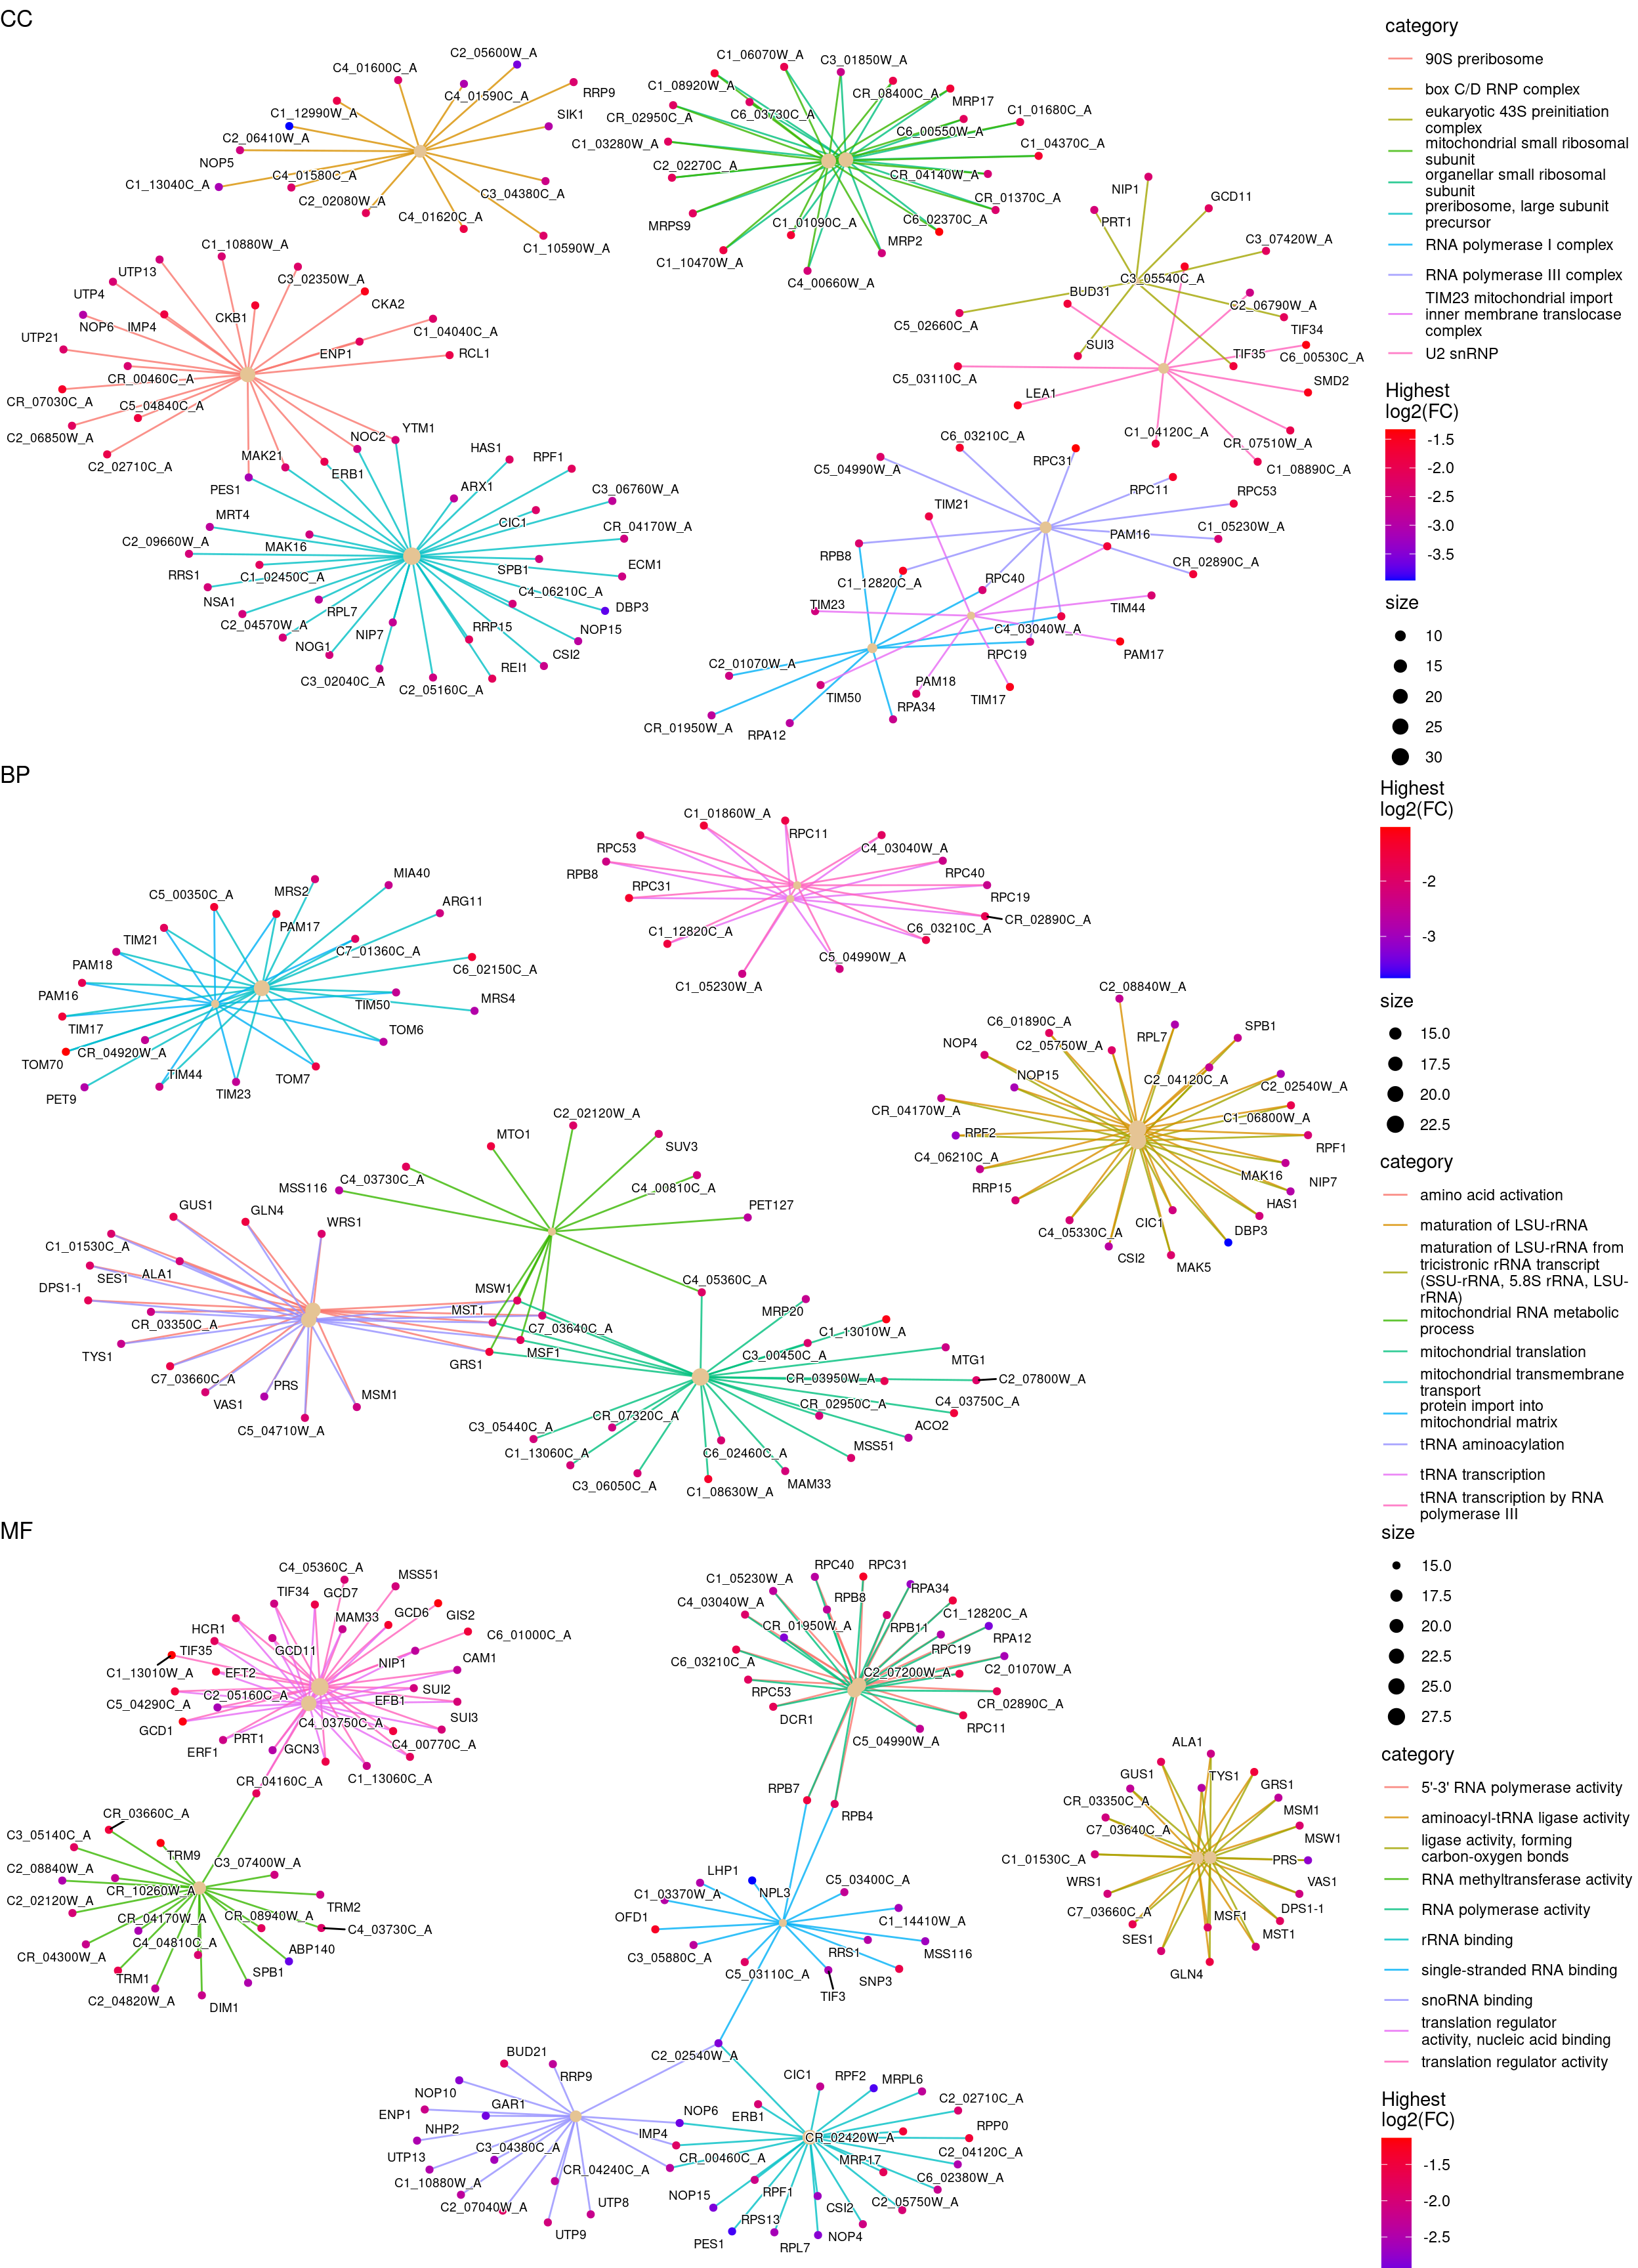 CC
C2_05600W_A
C4_01600C_A
C4_01590C_A
RRP9
C1_12990W_A
SIK1
C2_06410W_A
NOP5
C4_01580C_A
C1_13040C_A
C3_04380C_A
C2_02080W_A
C4_01620C_A
C1_10590W_A
C1_06070W_A
C3_01850W_A
C1_08920W_A
CR_08400C_A
MRP17
C6_03730C_A
C1_01680C_A
CR_02950C_A
C6_00550W_A
C1_03280W_A
C1_04370C_A
C2_02270C_A
CR_04140W_A
CR_01370C_A
MRPS9
C1_01090C_A
C6_02370C_A
MRP2
C1_10470W_A
C4_00660W_A
NIP1
GCD11
PRT1
C3_07420W_A
C3_05540C_A
BUD31
C2_06790W_A
C5_02660C_A
TIF34
SUI3
TIF35
C6_00530C_A
C5_03110C_A
SMD2
LEA1
C1_04120C_A
CR_07510W_A
C1_08890C_A
C1_10880W_A
UTP13
C3_02350W_A
UTP4
CKA2
NOP6
IMP4
CKB1
C1_04040C_A
UTP21
ENP1
RCL1
CR_00460C_A
CR_07030C_A
C5_04840C_A
C2_06850W_A
YTM1
NOC2
C2_02710C_A
MAK21
ERB1
HAS1
RPF1
PES1
ARX1
C3_06760W_A
MRT4
CIC1
CR_04170W_A
C2_09660W_A
MAK16
SPB1
ECM1
RRS1
C1_02450C_A
C4_06210C_A
NSA1
RPL7
DBP3
C2_04570W_A
NIP7
RRP15
NOP15
NOG1
CSI2
REI1
C3_02040C_A
C2_05160C_A
C6_03210C_A
C5_04990W_A
RPC31
RPC11
RPC53
TIM21
C1_05230W_A
RPB8
PAM16
C1_12820C_A
CR_02890C_A
RPC40
TIM23
TIM44
C4_03040W_A
RPC19
PAM17
C2_01070W_A
PAM18
TIM50
TIM17
RPA34
CR_01950W_A
RPA12
category
90S preribosome
box C/D RNP complex
eukaryotic 43S preinitiation
complex
mitochondrial small ribosomal
subunit
organellar small ribosomal
subunit
preribosome, large subunit
precursor
RNA polymerase I complex
RNA polymerase III complex
TIM23 mitochondrial import
inner membrane translocase
complex
U2 snRNP
Highest
log2(FC)
-1.5
-2.0
-2.5
-3.0
-3.5
size
10
15
20
25
30
BP
C1_01860W_A
RPC11
RPC53
C4_03040W_A
RPB8
RPC40
RPC31
RPC19
CR_02890C_A
C1_12820C_A
C6_03210C_A
C5_04990W_A
C1_05230W_A
MIA40
C5_00350C_A
MRS2
ARG11
PAM17
TIM21
C7_01360C_A
PAM18
C6_02150C_A
PAM16
TIM50
MRS4
TIM17
TOM6
CR_04920W_A
TOM70
TIM44
TOM7
PET9
TIM23
C2_08840W_A
C6_01890C_A
SPB1
NOP4
C2_05750W_A
RPL7
NOP15
C2_04120C_A
C2_02540W_A
CR_04170W_A
C1_06800W_A
RPF2
RPF1
C4_06210C_A
MAK16
NIP7
RRP15
HAS1
CIC1
C4_05330C_A
DBP3
CSI2
MAK5
C2_02120W_A
MTO1
SUV3
C4_03730C_A
MSS116
C4_00810C_A
PET127
GUS1
GLN4
WRS1
C1_01530C_A
SES1
ALA1
DPS1-1
MSW1
C4_05360C_A
MST1
MRP20
CR_03350C_A
C7_03640C_A
C1_13010W_A
TYS1
GRS1
MSF1
C3_00450C_A
MTG1
C7_03660C_A
PRS
MSM1
CR_03950W_A
C2_07800W_A
VAS1
C5_04710W_A
CR_02950C_A
C4_03750C_A
C3_05440C_A
CR_07320C_A
ACO2
C1_13060C_A
C6_02460C_A
MSS51
C3_06050C_A
MAM33
C1_08630W_A
Highest
log2(FC)
-2
-3
size
15.0
17.5
20.0
22.5
category
amino acid activation
maturation of LSU-rRNA
maturation of LSU-rRNA from
tricistronic rRNA transcript
(SSU-rRNA, 5.8S rRNA, LSU-
rRNA)
mitochondrial RNA metabolic
process
mitochondrial translation
mitochondrial transmembrane
transport
protein import into
mitochondrial matrix
tRNA aminoacylation
tRNA transcription
tRNA transcription by RNA
polymerase III
MF
C4_05360C_A
MSS51
TIF34
GCD7
MAM33
GCD6
GIS2
HCR1
C6_01000C_A
TIF35
GCD11
C1_13010W_A
NIP1
CAM1
EFT2
SUI2
C5_04290C_A
C2_05160C_A
EFB1
GCD1
C4_03750C_A
SUI3
PRT1
ERF1
GCN3
C4_00770C_A
CR_04160C_A
C1_13060C_A
CR_03660C_A
C3_05140C_A
TRM9
C3_07400W_A
C2_08840W_A
CR_10260W_A
C2_02120W_A
TRM2
CR_04170W_A
CR_08940W_A
C4_03730C_A
CR_04300W_A
C4_04810C_A
ABP140
TRM1
SPB1
C2_04820W_A
DIM1
RPC40
RPC31
C1_05230W_A
RPA34
C4_03040W_A
RPB8
C1_12820C_A
CR_01950W_A
RPB11
RPA12
RPC19
C6_03210C_A
C2_07200W_A
C2_01070W_A
RPC53
CR_02890C_A
DCR1
RPC11
C5_04990W_A
RPB7
RPB4
LHP1
C5_03400C_A
C1_03370W_A
NPL3
OFD1
C1_14410W_A
C3_05880C_A
RRS1
MSS116
C5_03110C_A
SNP3
TIF3
ALA1
GUS1
TYS1
GRS1
CR_03350C_A
MSM1
C7_03640C_A
MSW1
C1_01530C_A
PRS
WRS1
VAS1
C7_03660C_A
DPS1-1
MSF1
SES1
MST1
GLN4
C2_02540W_A
BUD21
RRP9
NOP10
ENP1
GAR1
NHP2
UTP13
C3_04380C_A
C1_10880W_A
CR_04240C_A
C2_07040W_A
UTP8
UTP9
NOP6
IMP4
CR_00460C_A
CIC1
RPF2
MRPL6
ERB1
C2_02710C_A
RPP0
CR_02420W_A
C2_04120C_A
MRP17
C6_02380W_A
NOP15
RPF1
C2_05750W_A
RPS13
CSI2
PES1
RPL7
NOP4
size
15.0
17.5
20.0
22.5
25.0
27.5
category
5'-3' RNA polymerase activity
aminoacyl-tRNA ligase activity
ligase activity, forming
carbon-oxygen bonds
RNA methyltransferase activity
RNA polymerase activity
rRNA binding
single-stranded RNA binding
snoRNA binding
translation regulator
activity, nucleic acid binding
translation regulator activity
Highest
log2(FC)
-1.5
-2.0
-2.5